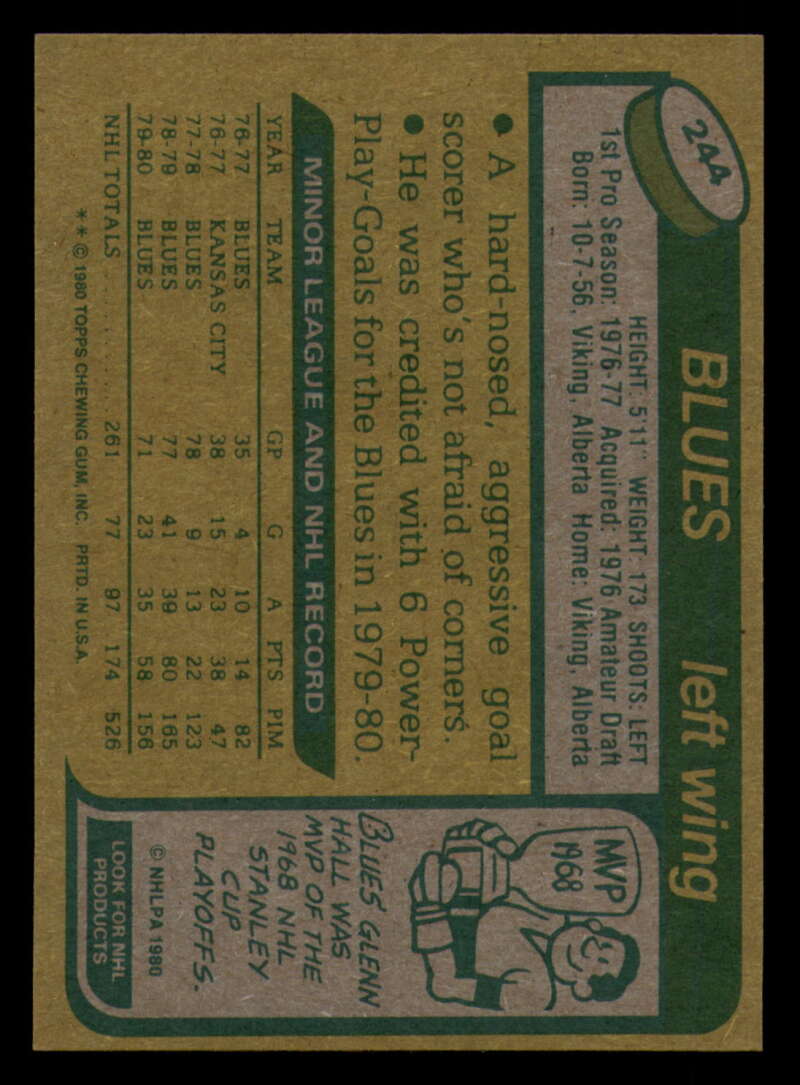 244
BLUES left wing
HEIGHT: 5'11" WEIGHT: 173 SHOOTS: LEFT
1st Pro Season: 1976-77 Acquired: 1976 Amateur Draft
Born: 10-7-56, Viking, Alberta Home: Viking, Alberta
• A hard-nosed, aggressive goal
scorer who's not afraid of corners.
• He was credited with 6 Power-
Play-Goals for the Blues in 1979-80.
MINOR LEAGUE AND NHL RECORD
YEAR TEAM GP G A PTS PIM
76-77 BLUES 35 4 10 14 82
76-77 KANSAS CITY 38 15 23 38 47
77-78 BLUES 78 9 13 22 123
78-79 BLUES 77 41 39 80 165
79-80 BLUES 71 23 35 58 156
NHL TOTALS .......... 261 77 97 174 526
** © 1980 TOPPS CHEWING GUM, INC. PRTD. IN U.S.A.
MVP
1968
BLUES' GLENN
HALL WAS
MVP OF THE
1968 NHL
STANLEY
CUP
PLAYOFFS.
© NHLPA 1980
LOOK FOR NHL
PRODUCTS